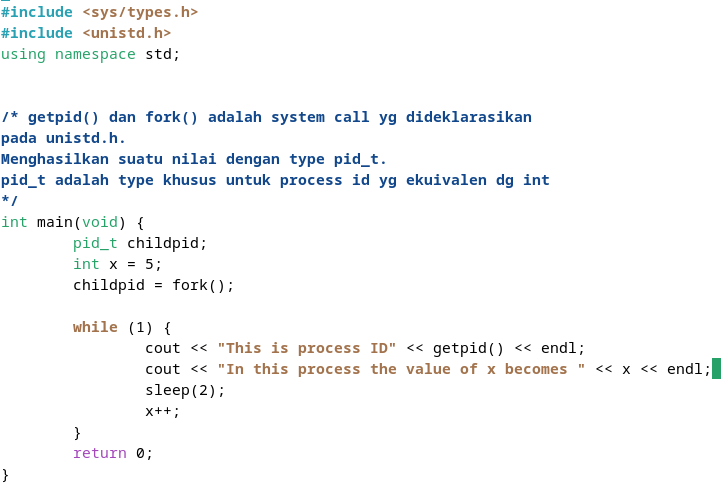 #include <sys/types.h>
#include <unistd.h>
using namespace std;
/* getpid() dan fork() adalah system call yg dideklarasikan
pada unistd.h.
Menghasilkan suatu nilai dengan type pid_t.
pid_t adalah type khusus untuk process id yg ekuivalen dg int
*/
int main(void) {
        pid_t childpid;
        int x = 5;
        childpid = fork();
        while (1) {
                cout << "This is process ID" << getpid() << endl;
                cout << "In this process the value of x becomes " << x << endl;
                sleep(2);
                x++;
        }
        return 0;
}